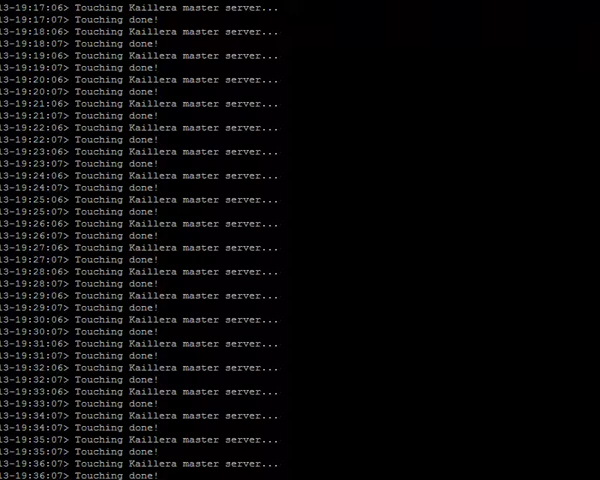 13-19:17:06> Touching Kaillera master server...
13-19:17:07> Touching done!
13-19:18:06> Touching Kaillera master server...
13-19:18:07> Touching done!
13-19:19:06> Touching Kaillera master server...
13-19:19:07> Touching done!
13-19:20:06> Touching Kaillera master server...
13-19:20:07> Touching done!
13-19:21:06> Touching Kaillera master server...
13-19:21:07> Touching done!
13-19:22:06> Touching Kaillera master server...
13-19:22:07> Touching done!
13-19:23:06> Touching Kaillera master server...
13-19:23:07> Touching done!
13-19:24:06> Touching Kaillera master server...
13-19:24:07> Touching done!
13-19:25:06> Touching Kaillera master server...
13-19:25:07> Touching done!
13-19:26:06> Touching Kaillera master server...
13-19:26:07> Touching done!
13-19:27:06> Touching Kaillera master server...
13-19:27:07> Touching done!
13-19:28:06> Touching Kaillera master server...
13-19:28:07> Touching done!
13-19:29:06> Touching Kaillera master server...
13-19:29:07> Touching done!
13-19:30:06> Touching Kaillera master server...
13-19:30:07> Touching done!
13-19:31:06> Touching Kaillera master server...
13-19:31:07> Touching done!
13-19:32:06> Touching Kaillera master server...
13-19:32:07> Touching done!
13-19:33:06> Touching Kaillera master server...
13-19:33:07> Touching done!
13-19:34:07> Touching Kaillera master server...
13-19:34:07> Touching done!
13-19:35:07> Touching Kaillera master server...
13-19:35:07> Touching done!
13-19:36:07> Touching Kaillera master server...
13-19:36:07> Touching done!